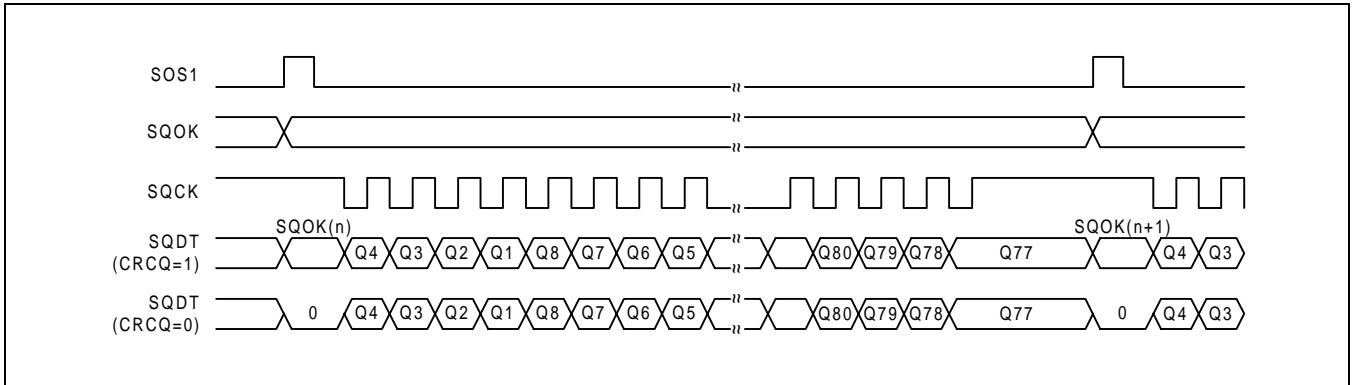 SOS1
SQOK
SQCK
SQOK(n) SQOK(n+1)
SQDT
(CRCQ=1) Q4 Q3 Q2 Q1 Q8 Q7 Q6 Q5 Q80 Q79 Q78 Q77 Q4 Q3
SQDT
(CRCQ=0) 0 Q4 Q3 Q2 Q1 Q8 Q7 Q6 Q5 Q80 Q79 Q78 Q77 0 Q4 Q3